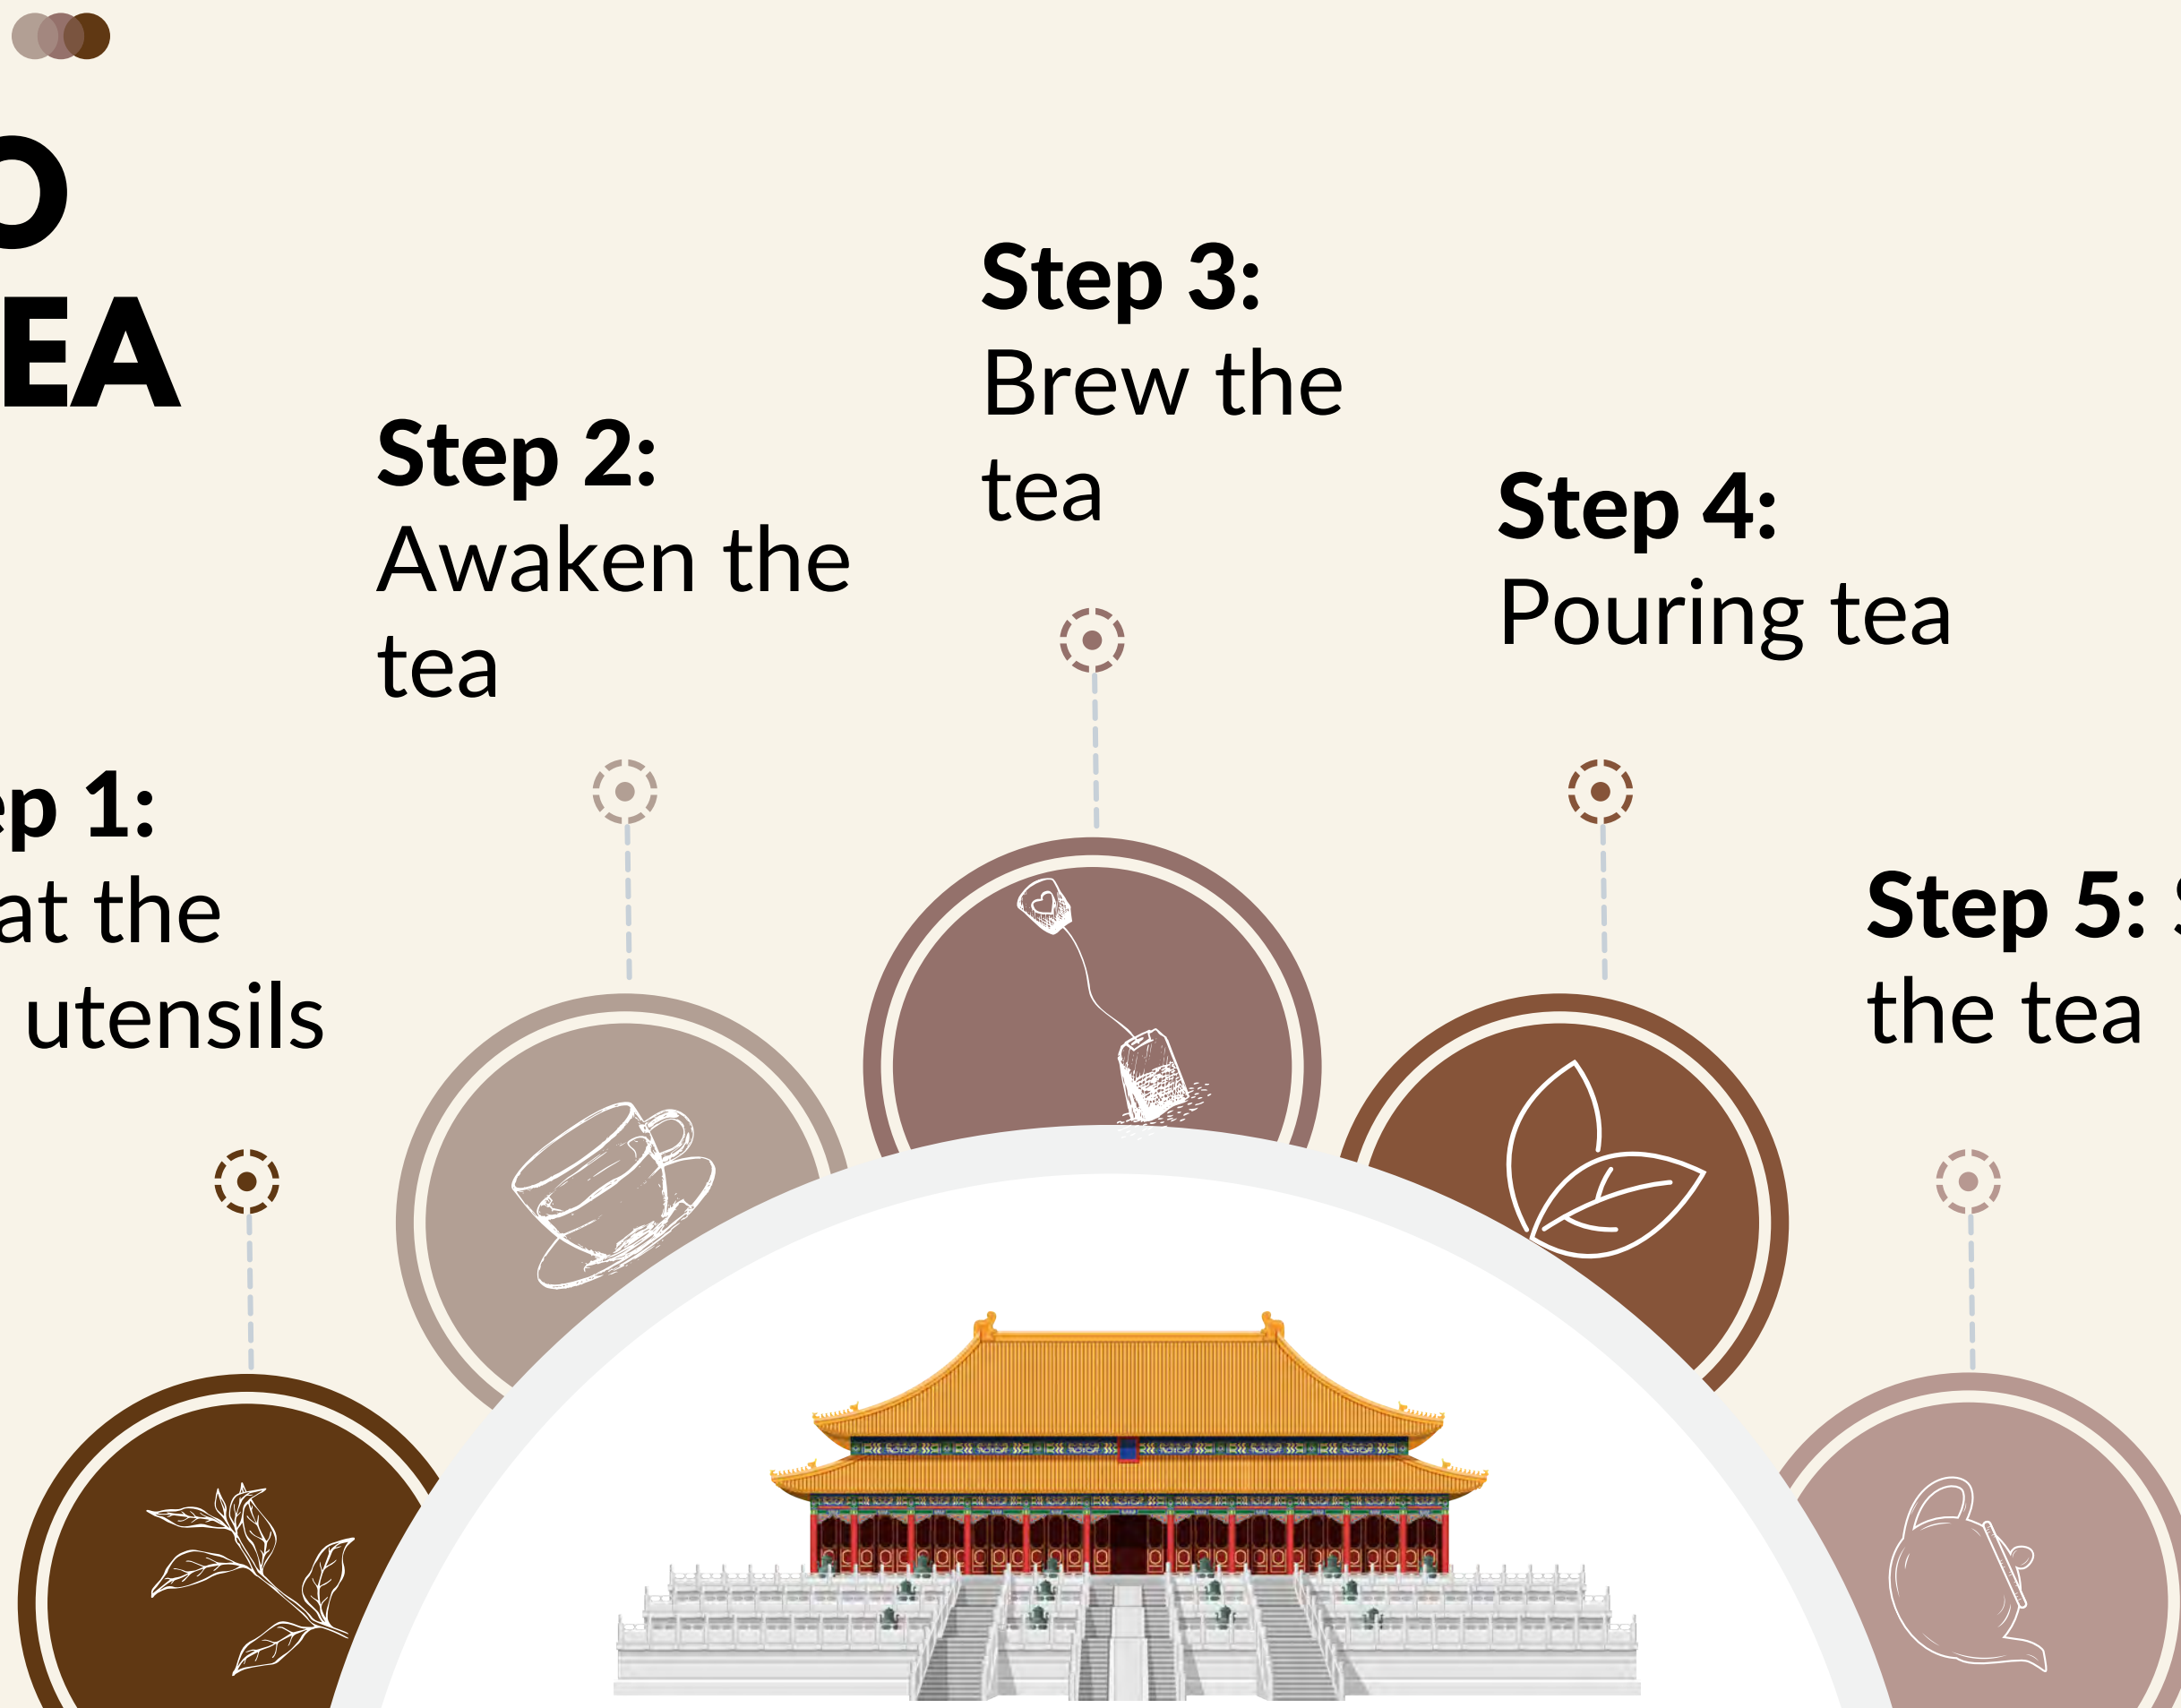 O
EA
Step 3:
Brew the
tea
Step 2:
Awaken the
tea
Step 4:
Pouring tea
ep 1:
at the
utensils
Step 5:
the tea